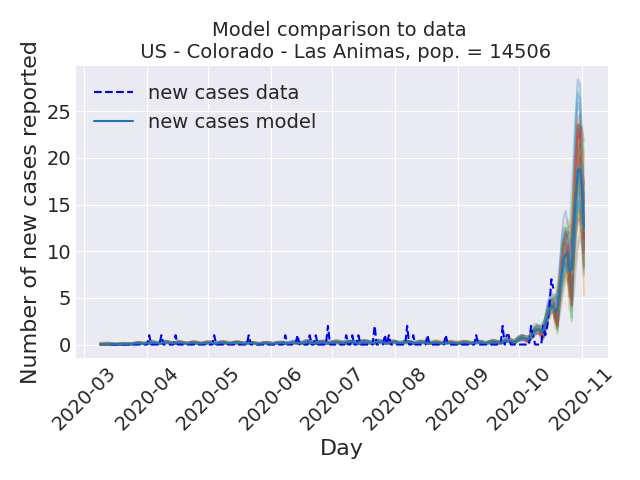 Model comparison to data
US - Colorado - Las Animas, pop. = 14506
Number of new cases reported
new cases data
new cases model
25
20
15
10
5
0
2020-03
2020-04
2020-05
2020-06
2020-07
2020-08
2020-09
2020-10
2020-11
Day